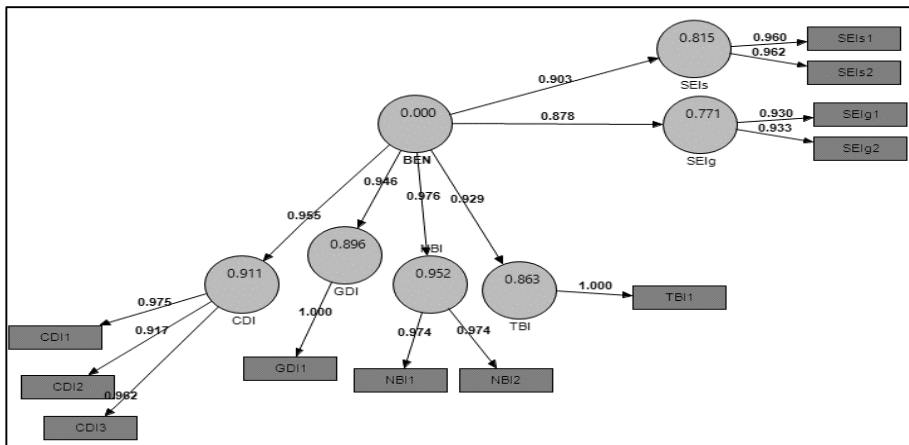 0.815
0.960
SEIs1
0.962
SEIs2
SEIs
0.903
0.000
BEN
0.878
0.771
0.930
SEIg1
0.933
SEIg2
SEIg
0.955
0.946
0.976
0.929
0.911
CDI
0.896
GDI
NBI
0.952
0.863
TBI
1.000
TBI1
0.975
CDI1
0.917
CDI2
0.962
CDI3
1.000
GDI1
0.974
NBI1
0.974
NBI2